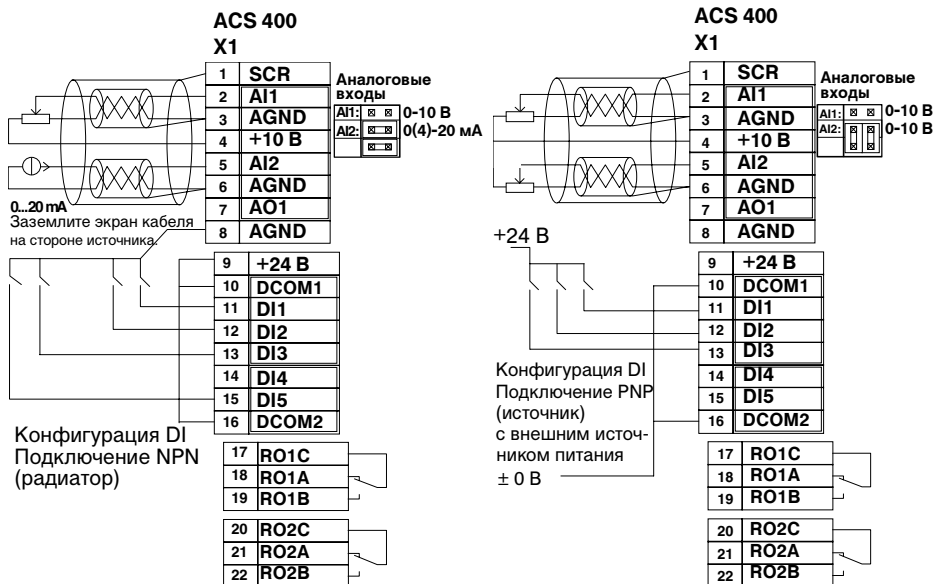 ACS 400
X1
1 SCR
2 AI1
3 AGND
4 +10 В
5 AI2
6 AGND
7 AO1
8 AGND
Аналоговые
входы
AI1: 0-10 В
AI2: 0(4)-20 мА
0...20 mA
Заземлите экран кабеля
на стороне источника.
9 +24 В
10 DCOM1
11 DI1
12 DI2
13 DI3
14 DI4
15 DI5
16 DCOM2
Конфигурация DI
Подключение NPN
(радиатор)
17 RO1C
18 RO1A
19 RO1B
20 RO2C
21 RO2A
22 RO2B
ACS 400
X1
1 SCR
2 AI1
3 AGND
4 +10 В
5 AI2
6 AGND
7 AO1
8 AGND
Аналоговые
входы
AI1: 0-10 В
AI2: 0-10 В
+24 В
9 +24 В
10 DCOM1
11 DI1
12 DI2
13 DI3
14 DI4
15 DI5
16 DCOM2
Конфигурация DI
Подключение PNP
(источник)
с внешним источ-
ником питания
± 0 В
17 RO1C
18 RO1A
19 RO1B
20 RO2C
21 RO2A
22 RO2B